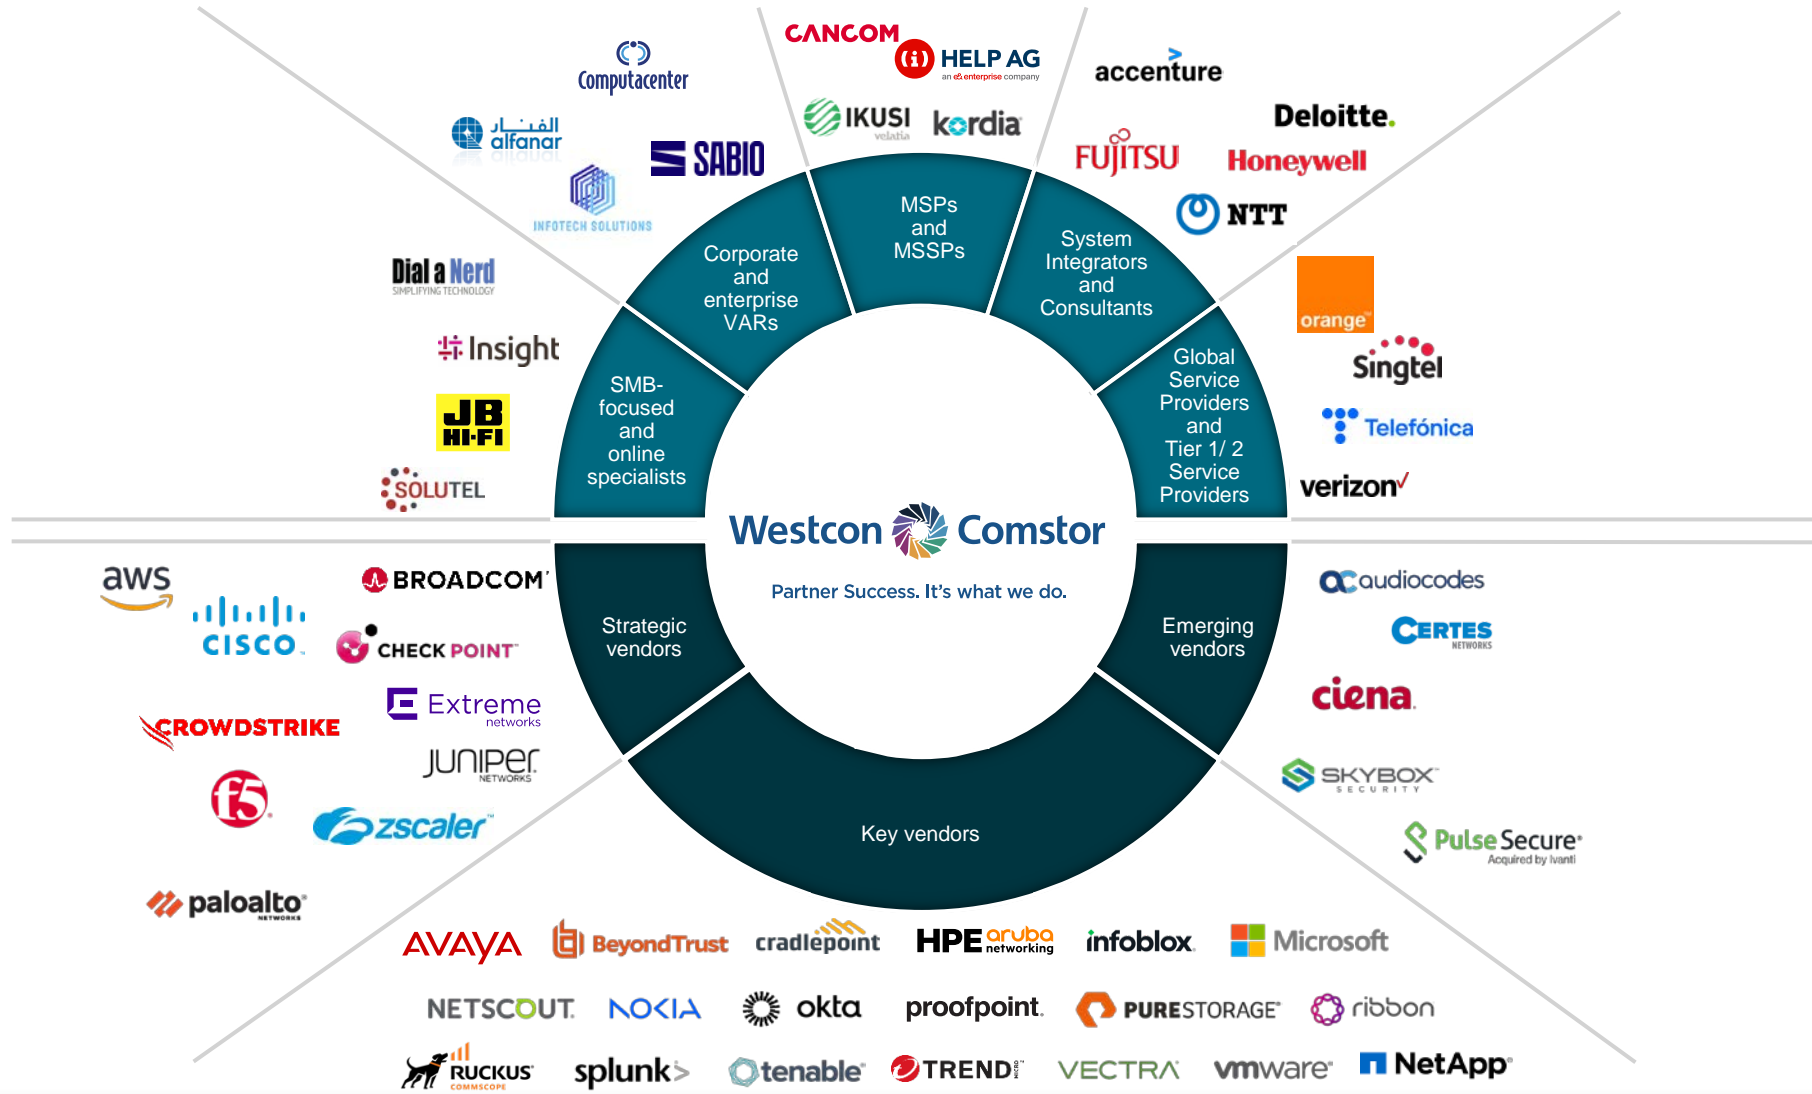 CANCOM
HELP AG
an e& enterprise company
IKUSI
velatia
kordia
Computacenter
الفنار
alfanar
SABIO
INFOTECH SOLUTIONS
accenture
Deloitte.
FUJITSU
Honeywell
NTT
Dial a Nerd
SIMPLIFYING TECHNOLOGY
Insight
JB
HI-FI
SOLUTEL
orange™
Singtel
Telefónica
verizon
SMB-
focused
and
online
specialists
Corporate
and
enterprise
VARs
MSPs
and
MSSPs
System
Integrators
and
Consultants
Global
Service
Providers
and
Tier 1/ 2
Service
Providers
Westcon Comstor
Partner Success. It's what we do.
Strategic
vendors
Key vendors
Emerging
vendors
aws
BROADCOM
CISCO
CHECK POINT™
Extreme
networks
CROWDSTRIKE
JUNIPER
NETWORKS
f5
zscaler™
paloalto®
NETWORKS
audiocodes
CERTES
NETWORKS
ciena
SKYBOX™
SECURITY
Pulse Secure®
Acquired by Ivanti
AVAYA
BeyondTrust
cradlepoint
HPE aruba
networking
infoblox
Microsoft
NETSCOUT
NOKIA
okta
proofpoint
PURESTORAGE®
ribbon
RUCKUS®
COMMSCOPE
splunk>
tenable®
TREND MICRO™
VECTRA®
vmware®
NetApp®